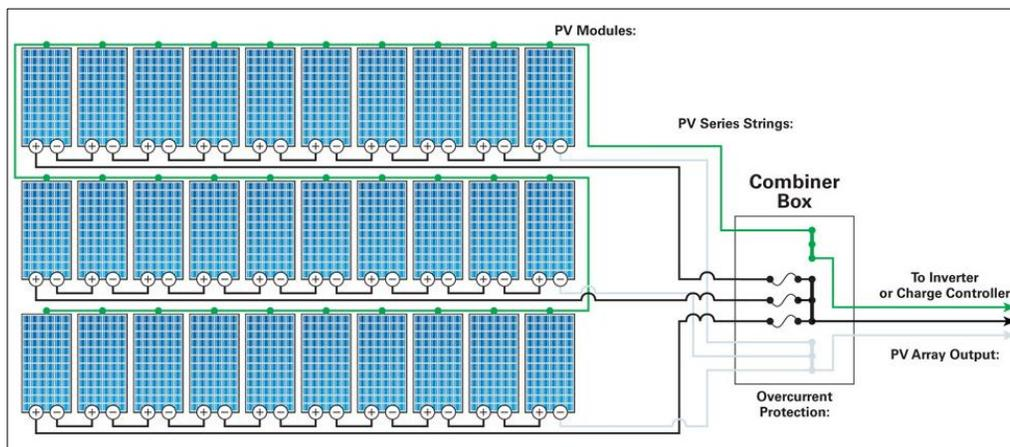 PV Modules:
PV Series Strings:
Combiner
Box
To Inverter
or Charge Controller
PV Array Output:
Overcurrent
Protection: